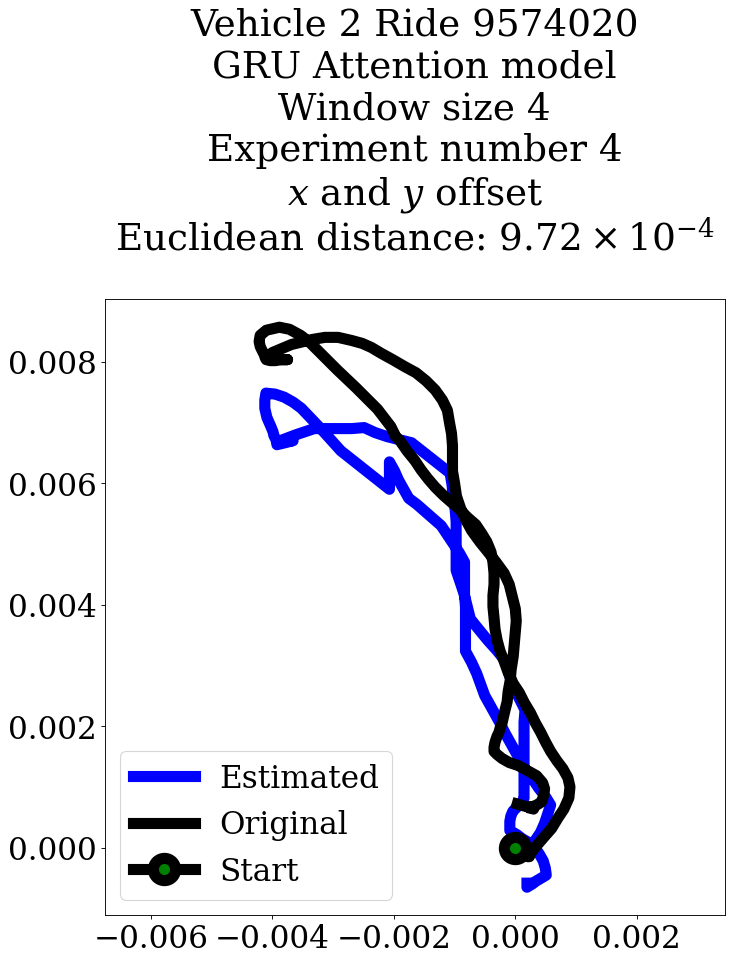 Vehicle 2 Ride 9574020
GRU Attention model
Window size 4
Experiment number 4
x and y offset
Euclidean distance: 9.72 × 10⁻⁴
0.008
0.006
0.004
0.002
0.000
Estimated
Original
Start
−0.006 −0.004 −0.002 0.000 0.002